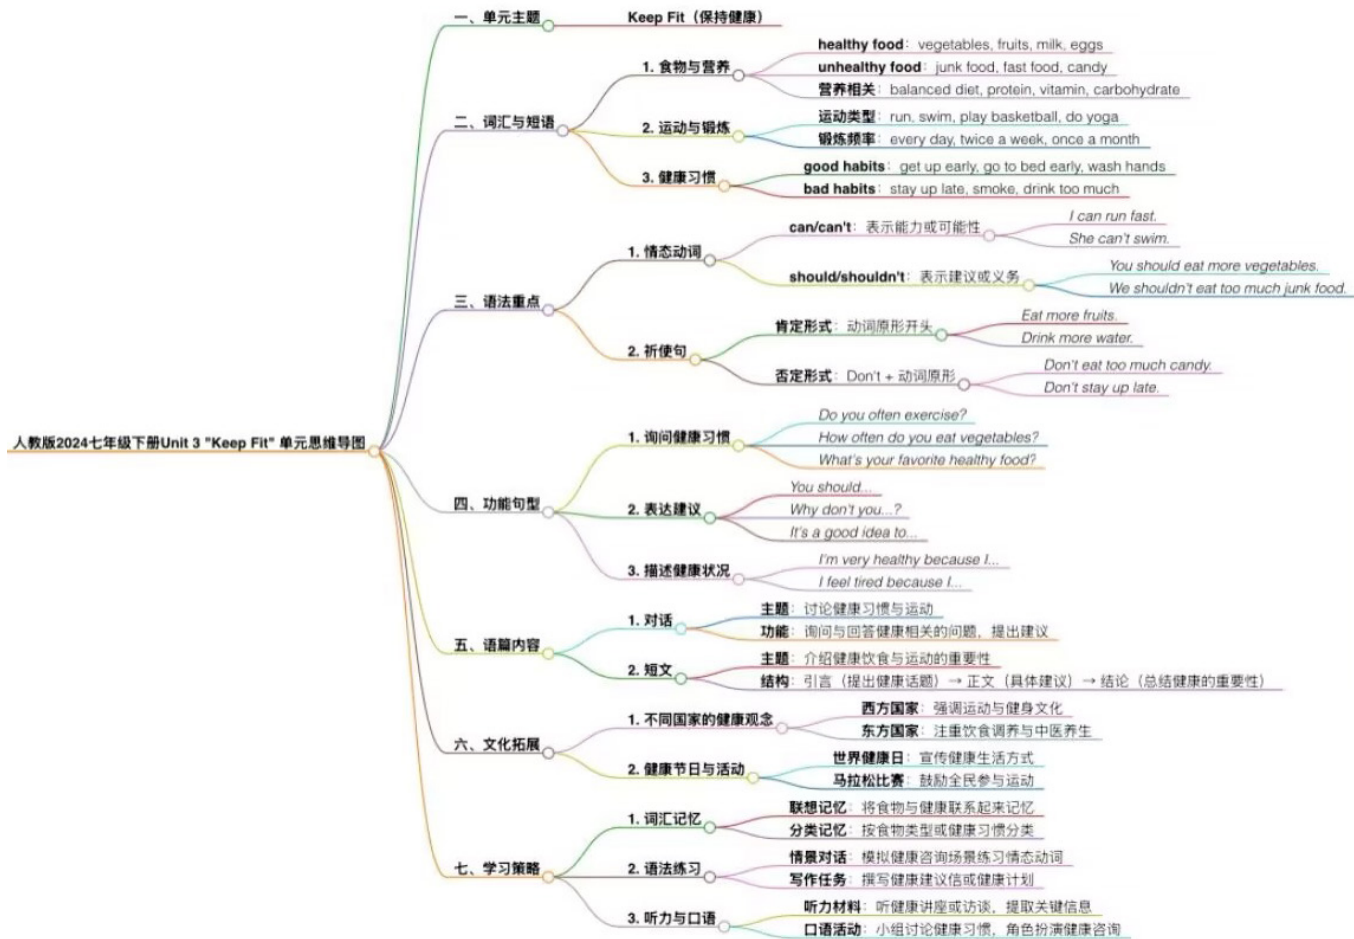 人教版2024七年级下册Unit 3 "Keep Fit" 单元思维导图
一、单元主题
Keep Fit（保持健康）
二、词汇与短语
1. 食物与营养
healthy food：vegetables, fruits, milk, eggs
unhealthy food：junk food, fast food, candy
营养相关：balanced diet, protein, vitamin, carbohydrate
2. 运动与锻炼
运动类型：run, swim, play basketball, do yoga
锻炼频率：every day, twice a week, once a month
3. 健康习惯
good habits：get up early, go to bed early, wash hands
bad habits：stay up late, smoke, drink too much
三、语法重点
1. 情态动词
can/can't：表示能力或可能性
I can run fast.
She can't swim.
should/shouldn't：表示建议或义务
You should eat more vegetables.
We shouldn't eat too much junk food.
2. 祈使句
肯定形式：动词原形开头
Eat more fruits.
Drink more water.
否定形式：Don't + 动词原形
Don't eat too much candy.
Don't stay up late.
四、功能句型
1. 询问健康习惯
Do you often exercise?
How often do you eat vegetables?
What's your favorite healthy food?
2. 表达建议
You should...
Why don't you...?
It's a good idea to...
3. 描述健康状况
I'm very healthy because I...
I feel tired because I...
五、语篇内容
1. 对话
主题：讨论健康习惯与运动
功能：询问与回答健康相关的问题，提出建议
2. 短文
主题：介绍健康饮食与运动的重要性
结构：引言（提出健康话题）→ 正文（具体建议）→ 结论（总结健康的重要性）
六、文化拓展
1. 不同国家的健康观念
西方国家：强调运动与健身文化
东方国家：注重饮食调养与中医养生
2. 健康节日与活动
世界健康日：宣传健康生活方式
马拉松比赛：鼓励全民参与运动
七、学习策略
1. 词汇记忆
联想记忆：将食物与健康联系起来记忆
分类记忆：按食物类型或健康习惯分类
2. 语法练习
情景对话：模拟健康咨询场景练习情态动词
写作任务：撰写健康建议信或健康计划
3. 听力与口语
听力材料：听健康讲座或访谈，提取关键信息
口语活动：小组讨论健康习惯，角色扮演健康咨询